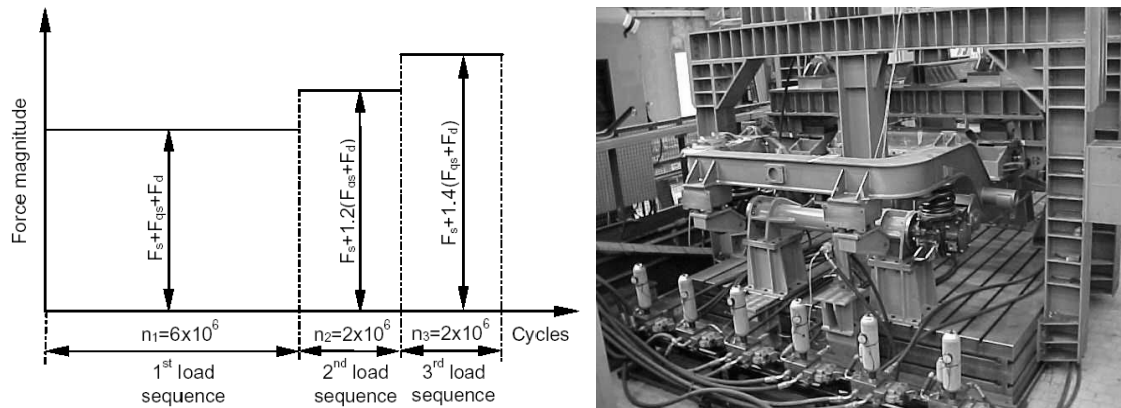 Force magnitude
Fs+Fqs+Fd
Fs+1.2(Fqs+Fd)
Fs+1.4(Fqs+Fd)
n1=6x10^6
n2=2x10^6
n3=2x10^6
Cycles
1st load
sequence
2nd load
sequence
3rd load
sequence